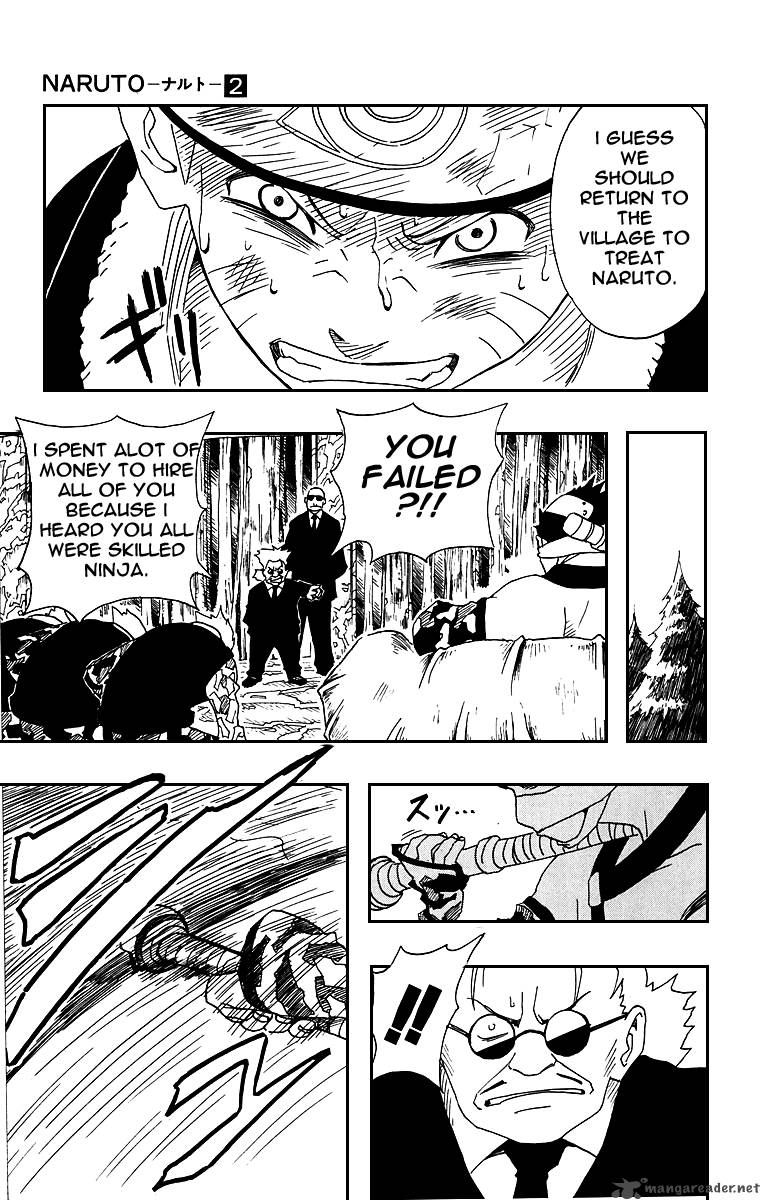 NARUTO —ナルト— 2
I GUESS
WE
SHOULD
RETURN TO
THE
VILLAGE TO
TREAT
NARUTO.
ギリ
YOU
FAILED
?!!
I SPENT ALOT OF
MONEY TO HIRE
ALL OF YOU
BECAUSE I
HEARD YOU ALL
WERE SKILLED
NINJA.
スッ…
!!
mangareader.net